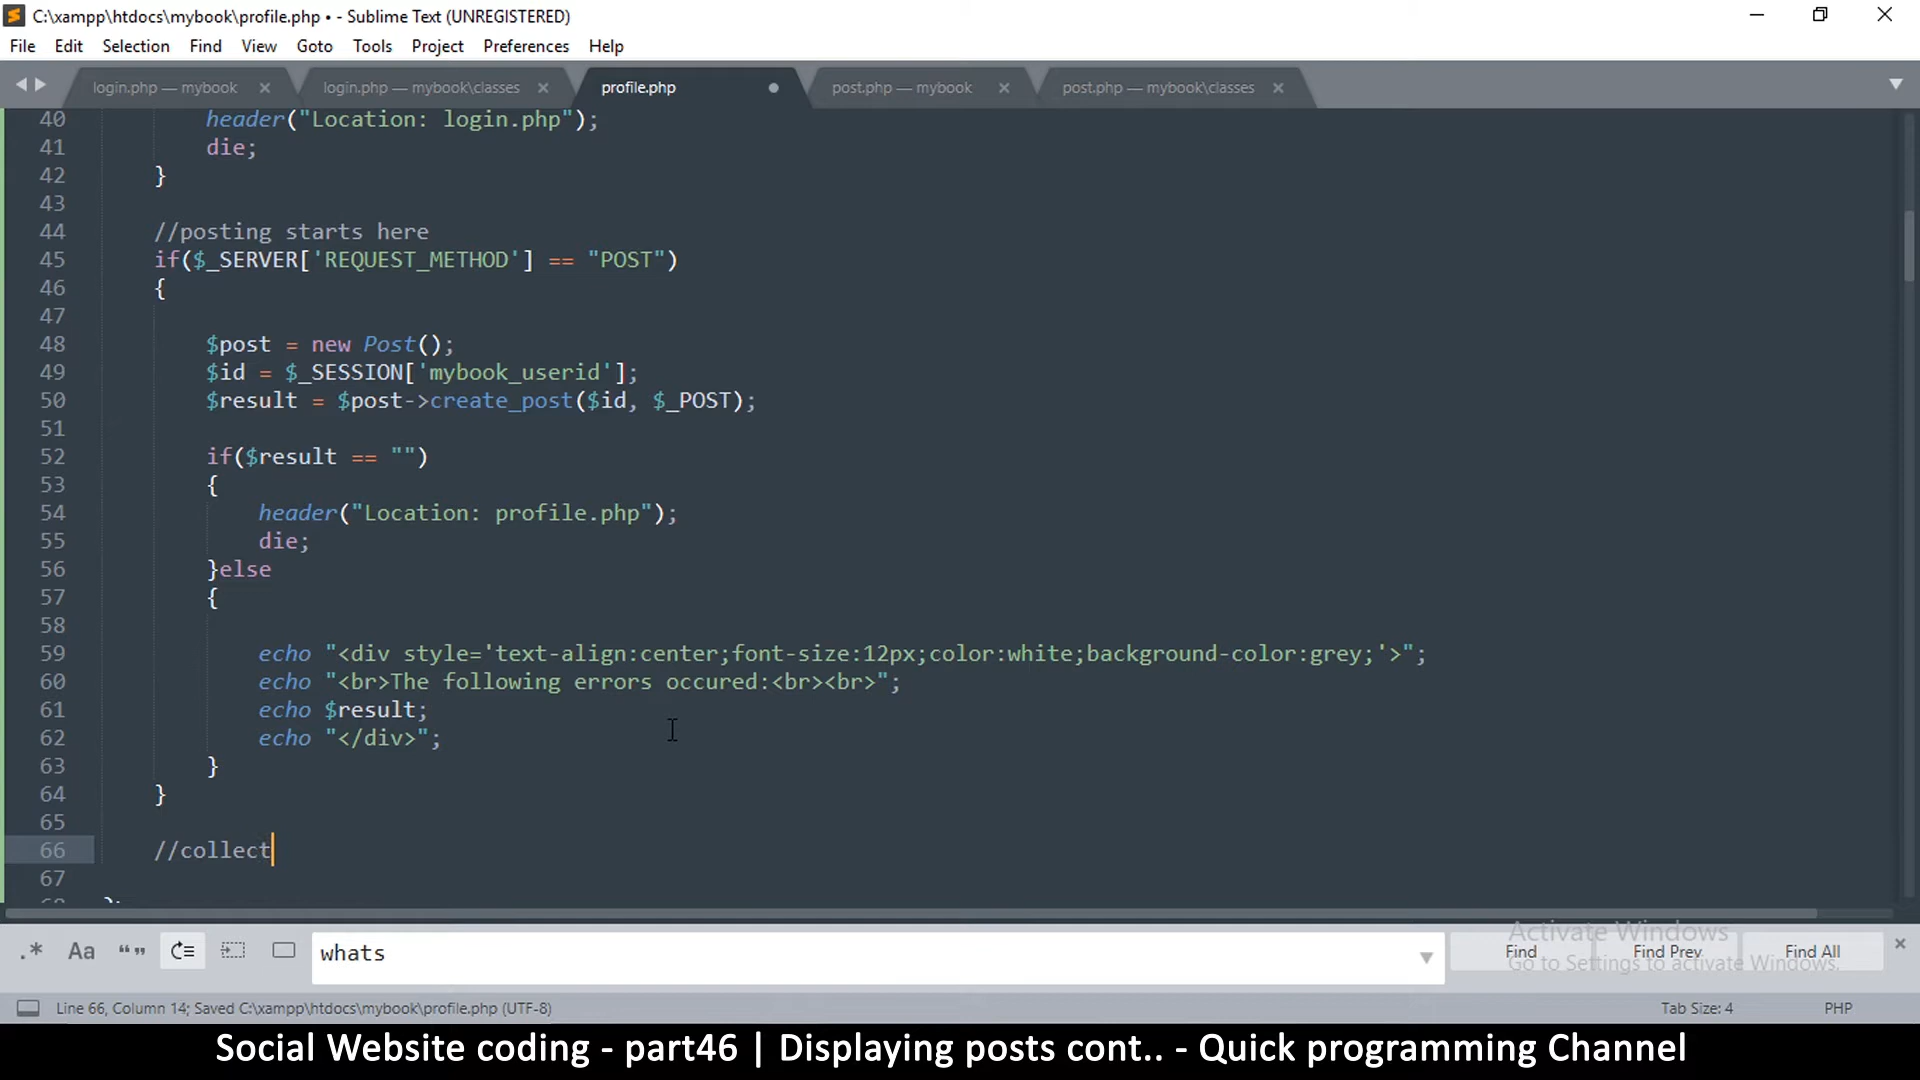 C:\xampp\htdocs\mybook\profile.php • - Sublime Text (UNREGISTERED)
File Edit Selection Find View Goto Tools Project Preferences Help
login.php — mybook × login.php — mybook\classes × profile.php post.php — mybook × post.php — mybook\classes ×
40 header("Location: login.php");
41 die;
42 }
43
44 //posting starts here
45 if($_SERVER['REQUEST_METHOD'] == "POST")
46 {
47
48 $post = new Post();
49 $id = $_SESSION['mybook_userid'];
50 $result = $post->create_post($id, $_POST);
51
52 if($result == "")
53 {
54 header("Location: profile.php");
55 die;
56 }else
57 {
58
59 echo "<div style='text-align:center;font-size:12px;color:white;background-color:grey;'>";
60 echo "<br>The following errors occured:<br><br>";
61 echo $result;
62 echo "</div>";
63 }
64 }
65
66 //collect
67
.* Aa “ ” whats Find Find Prev Find All
Activate Windows
Go to Settings to activate Windows.
Line 66, Column 14; Saved C:\xampp\htdocs\mybook\profile.php (UTF-8) Tab Size: 4 PHP
Social Website coding - part46 | Displaying posts cont.. - Quick programming Channel